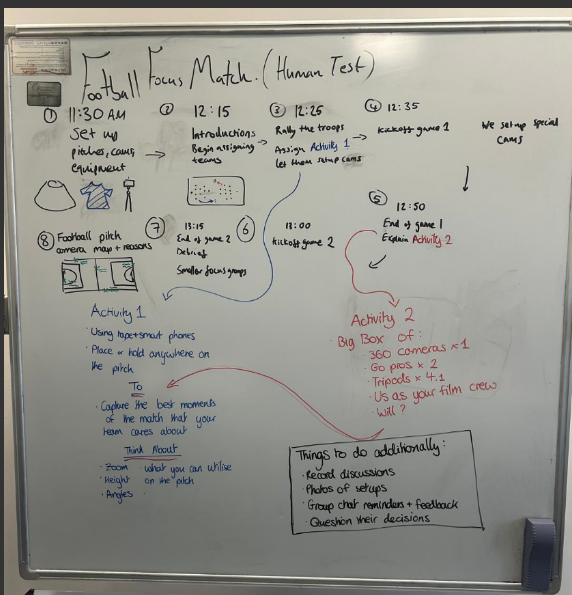 Football Focus Match. (Human Test)
① 11:30 AM
Set up
pitches, cams,
equipment
② 12:15
Introductions
Begin assigning
teams
③ 12:25
Rally the troops
Assign Activity 1
let them setup cams
④ 12:35
Kickoff game 1
We setup special
cams
⑤ 12:50
End of game 1
Explain Activity 2
⑥ 13:00
Kickoff game 2
⑦ 13:15
End of game 2
Debrief
Smaller focus groups
⑧ Football pitch
camera map + reasons
Activity 1
· Using tape + smart phones
· Place or hold anywhere on
the pitch
To
· Capture the best moments
of the match that your
team cares about
Think About
· Zoom what you can utilise
· Height on the pitch
· Angles
Activity 2
· Big Box of:
· 360 cameras x 1
· Go pros x 2
· Tripods x 4.1
· Us as your film crew
· Will?
Things to do additionally:
· Record discussions
· Photos of setups
· Group chat reminders + feedback
· Question their decisions